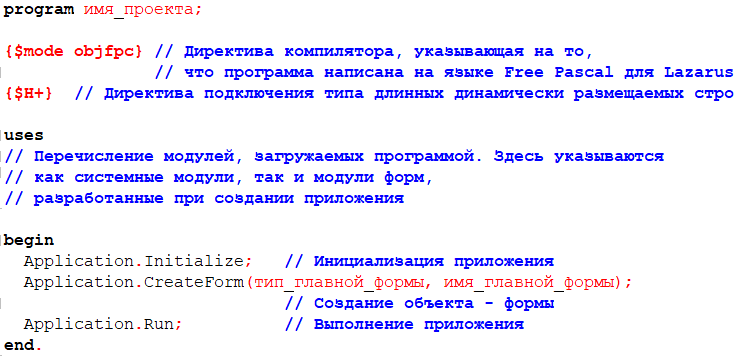 program имя_проекта;
{$mode objfpc} // Директива компилятора, указывающая на то,
// что программа написана на языке Free Pascal для Lazarus
{$H+} // Директива подключения типа длинных динамически размещаемых стро
uses
// Перечисление модулей, загружаемых программой. Здесь указываются
// как системные модули, так и модули форм,
// разработанные при создании приложения
begin
Application.Initialize; // Инициализация приложения
Application.CreateForm(тип_главной_формы, имя_главной_формы);
// Создание объекта - формы
Application.Run; // Выполнение приложения
end.